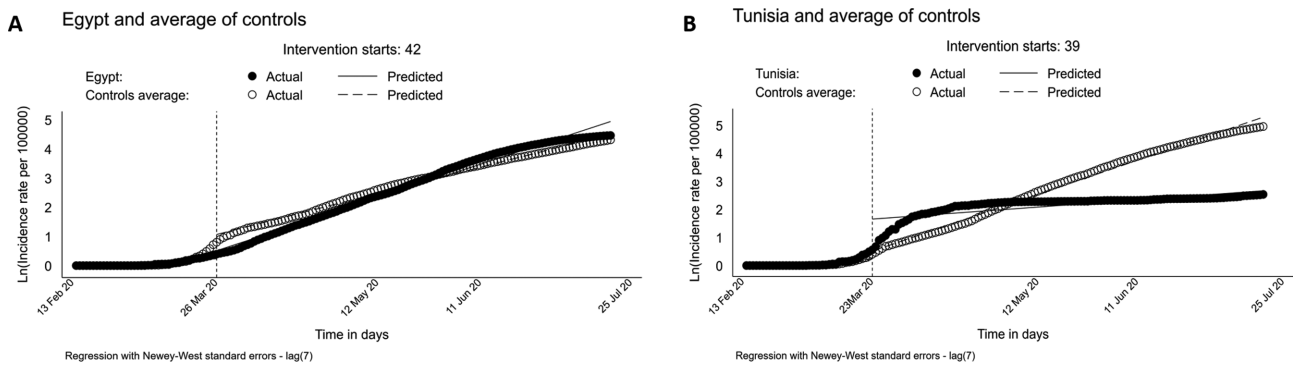 A
Egypt and average of controls
Intervention starts: 42
Egypt: Actual Predicted
Controls average: Actual Predicted
Ln(Incidence rate per 100000)
5
4
3
2
1
0
13 Feb 20
26 Mar 20
12 May 20
11 Jun 20
25 Jul 20
Time in days
Regression with Newey-West standard errors - lag(7)
B
Tunisia and average of controls
Intervention starts: 39
Tunisia: Actual Predicted
Controls average: Actual Predicted
Ln(Incidence rate per 100000)
5
4
3
2
1
0
13 Feb 20
23Mar 20
12 May 20
11 Jun 20
25 Jul 20
Time in days
Regression with Newey-West standard errors - lag(7)